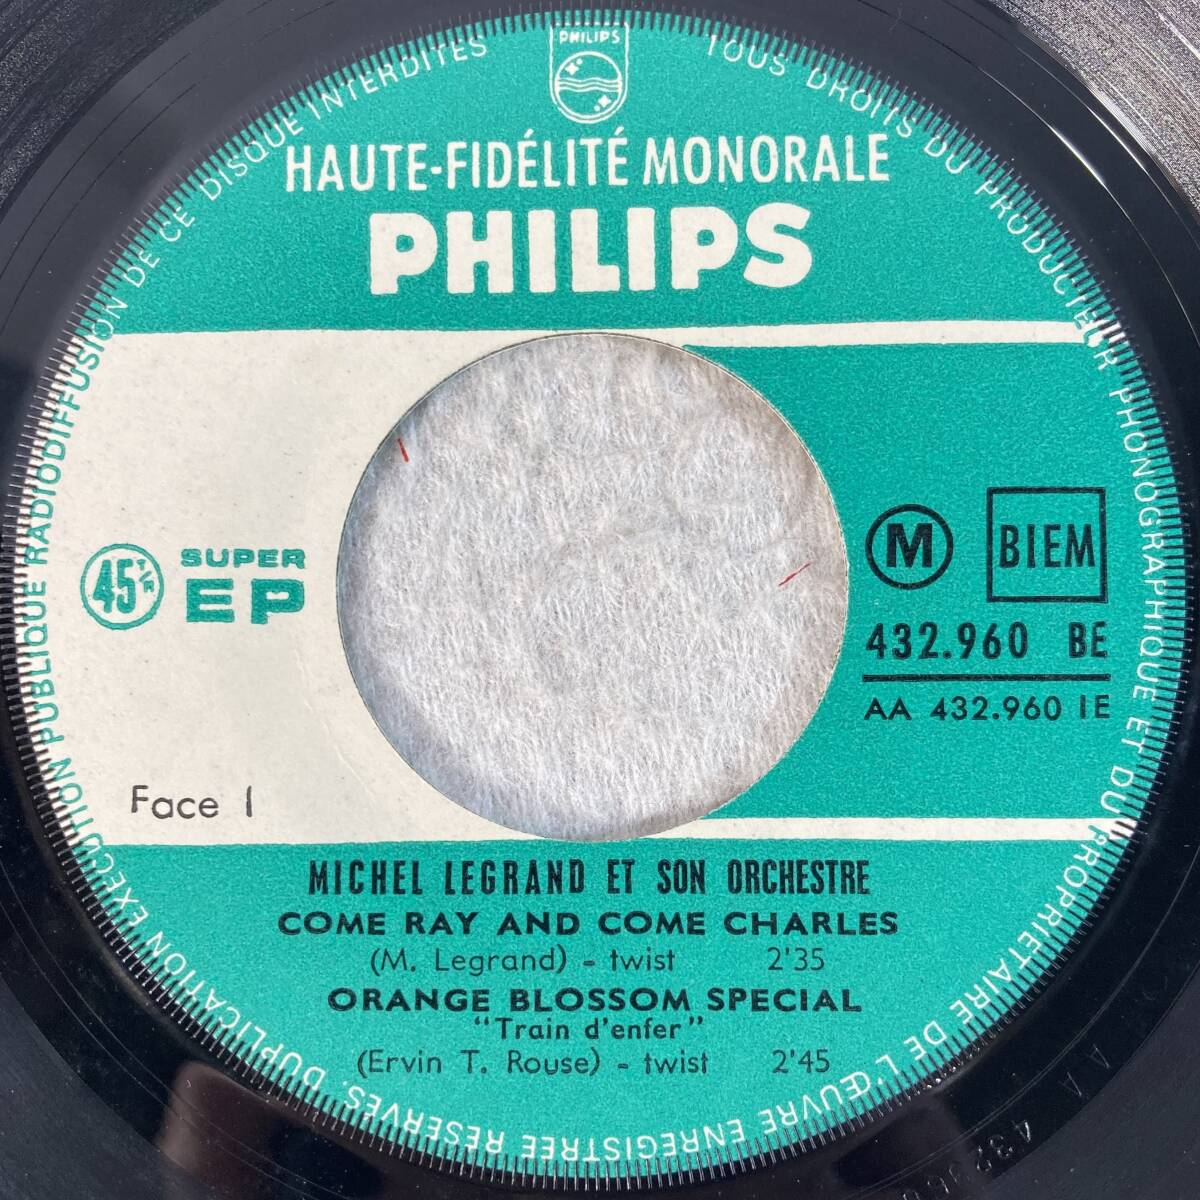 TOUS DROITS DU PRODUCTEUR PHONOGRAPHIQUE ET DU PROPRIETAIRE DE L'ŒUVRE ENREGISTREE RESERVES. DUPLICATION EXECUTION PUBLIQUE RADIODIFFUSION DE CE DISQUE INTERDITES
PHILIPS
HAUTE-FIDÉLITÉ MONORALE
PHILIPS
45 T/R
SUPER
EP
M
BIEM
432.960 BE
AA 432.960 1E
Face 1
MICHEL LEGRAND ET SON ORCHESTRE
COME RAY AND COME CHARLES
(M. Legrand) - twist 2'35
ORANGE BLOSSOM SPECIAL
"Train d'enfer"
(Ervin T. Rouse) - twist 2'45